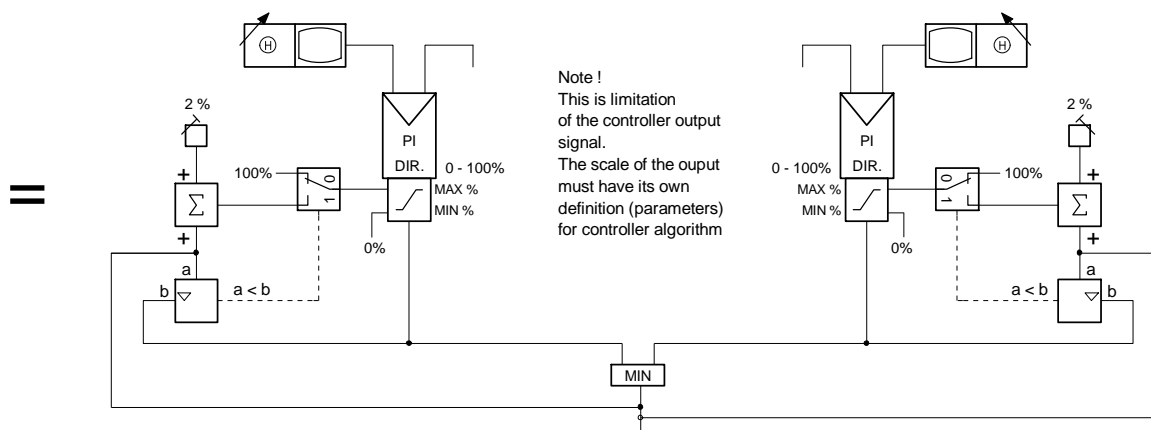 H
H
2 %
Note !
This is limitation
of the controller output
signal.
The scale of the ouput
must have its own
definition (parameters)
for controller algorithm
2 %
PI
DIR.
0 - 100%
MAX %
MIN %
0%
PI
DIR.
0 - 100%
MAX %
MIN %
0%
100%
0
1
100%
0
1
=
+
Σ
+
+
Σ
+
a
b
a < b
a
b
a < b
MIN